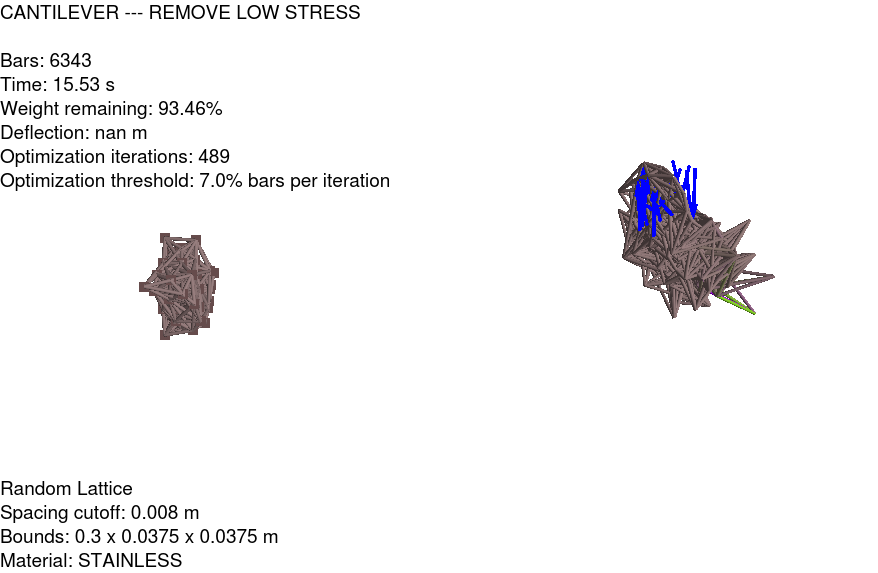 CANTILEVER --- REMOVE LOW STRESS
Bars: 6343
Time: 15.53 s
Weight remaining: 93.46%
Deflection: nan m
Optimization iterations: 489
Optimization threshold: 7.0% bars per iteration
Random Lattice
Spacing cutoff: 0.008 m
Bounds: 0.3 x 0.0375 x 0.0375 m
Material: STAINLESS